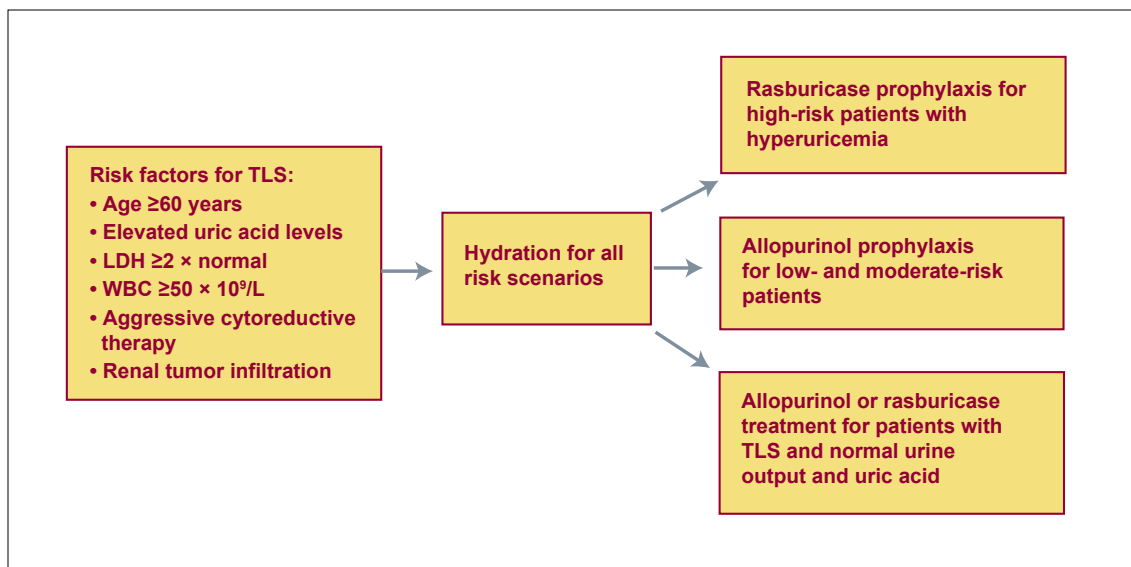 Risk factors for TLS:
• Age ≥60 years
• Elevated uric acid levels
• LDH ≥2 × normal
• WBC ≥50 × 10⁹/L
• Aggressive cytoreductive
therapy
• Renal tumor infiltration
Hydration for all
risk scenarios
Rasburicase prophylaxis for
high-risk patients with
hyperuricemia
Allopurinol prophylaxis
for low- and moderate-risk
patients
Allopurinol or rasburicase
treatment for patients with
TLS and normal urine
output and uric acid